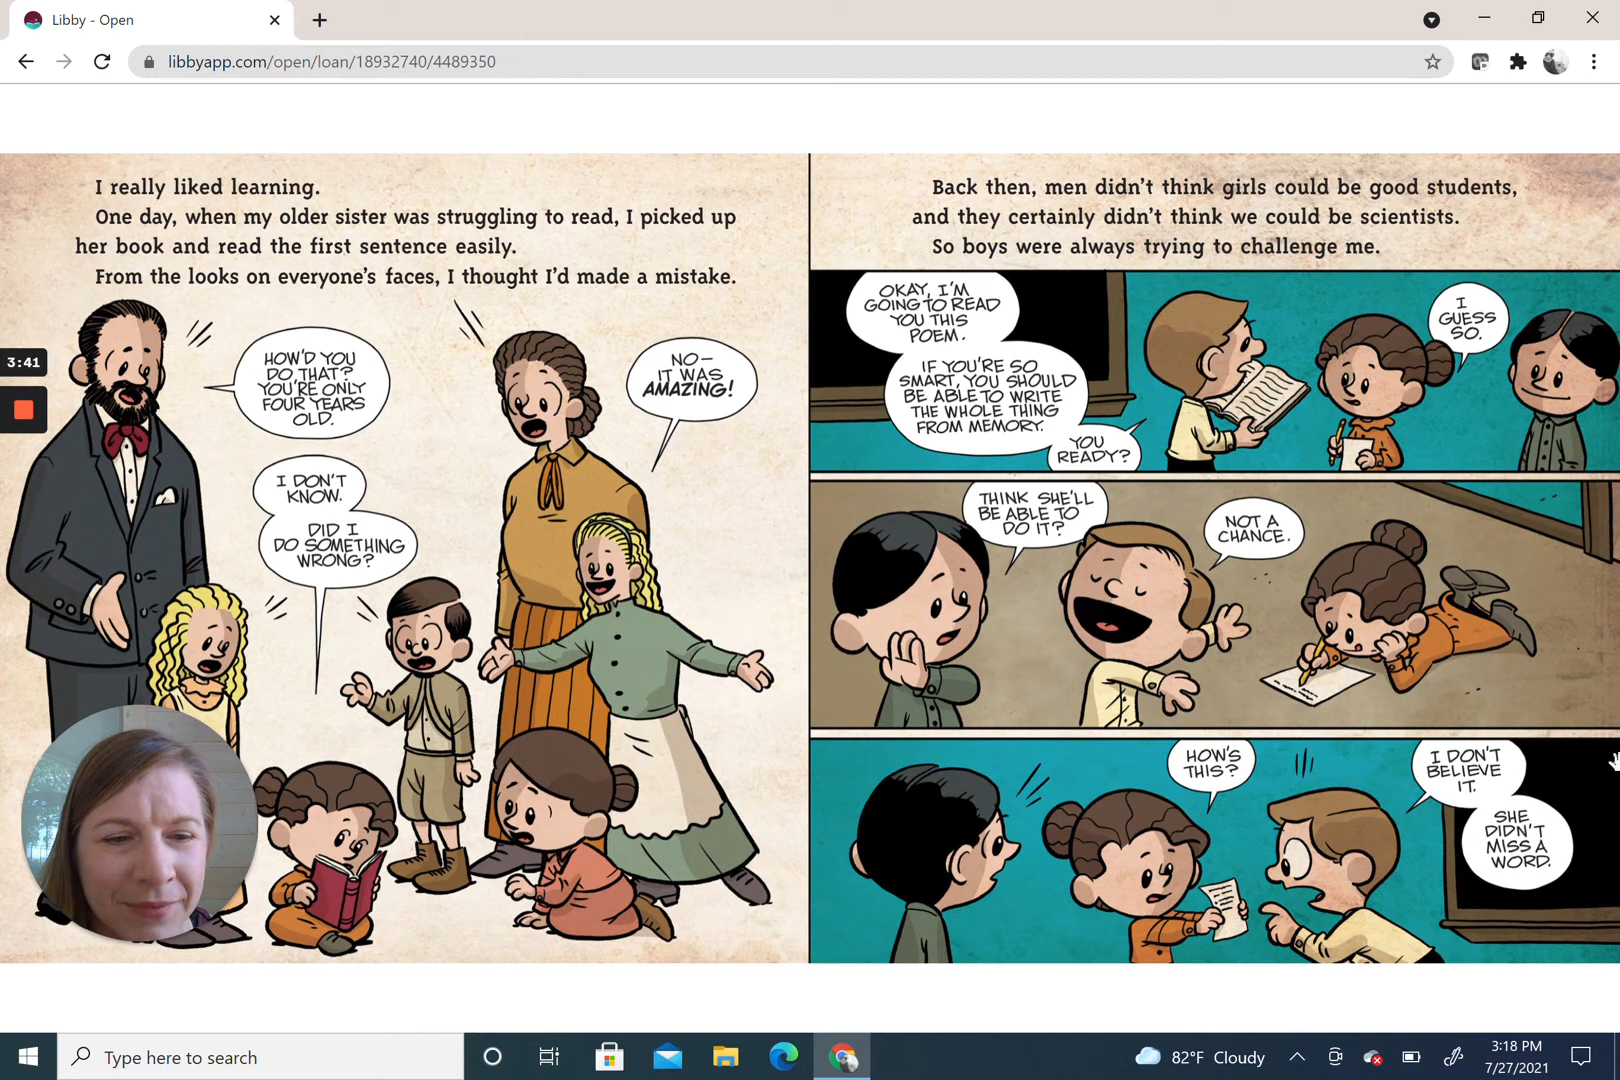 Libby - Open
libbyapp.com/open/loan/18932740/4489350
I really liked learning.
One day, when my older sister was struggling to read, I picked up
her book and read the first sentence easily.
From the looks on everyone's faces, I thought I'd made a mistake.
3:41
HOW'D YOU
DO THAT?
YOU'RE ONLY
FOUR YEARS
OLD.
NO–
IT WAS
AMAZING!
I DON'T
KNOW.
DID I
DO SOMETHING
WRONG?
Back then, men didn't think girls could be good students,
and they certainly didn't think we could be scientists.
So boys were always trying to challenge me.
OKAY, I'M
GOING TO READ
YOU THIS
POEM.
IF YOU'RE SO
SMART, YOU SHOULD
BE ABLE TO WRITE
THE WHOLE THING
FROM MEMORY.
YOU
READY?
I
GUESS
SO.
THINK SHE'LL
BE ABLE TO
DO IT?
NOT A
CHANCE.
HOW'S
THIS?
I DON'T
BELIEVE
IT.
SHE
DIDN'T
MISS A
WORD.
Type here to search
82°F Cloudy
3:18 PM
7/27/2021